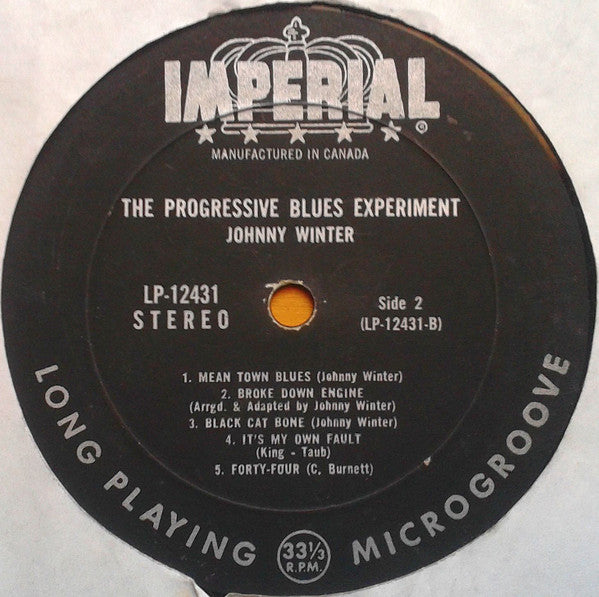 IMPERIAL
MANUFACTURED IN CANADA
THE PROGRESSIVE BLUES EXPERIMENT
JOHNNY WINTER
LP-12431
STEREO
Side 2
(LP-12431-B)
1. MEAN TOWN BLUES (Johnny Winter)
2. BROKE DOWN ENGINE
(Arrgd. & Adapted by Johnny Winter)
3. BLACK CAT BONE (Johnny Winter)
4. IT'S MY OWN FAULT
(King - Taub)
5. FORTY-FOUR (C. Burnett)
LONG PLAYING
33⅓
R.P.M.
MICROGROOVE